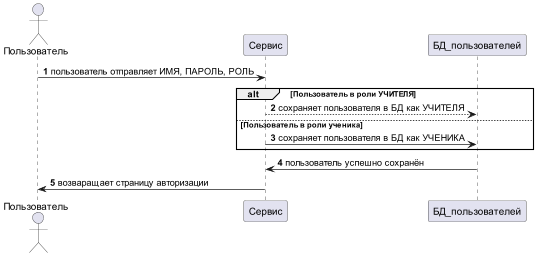 Пользователь
Сервис
БД_пользователей
1 пользователь отправляет ИМЯ, ПАРОЛЬ, РОЛЬ
alt [Пользователь в роли УЧИТЕЛЯ]
2 сохраняет пользователя в БД как УЧИТЕЛЯ
[Пользователь в роли ученика]
3 сохраняет пользователя в БД как УЧЕНИКА
4 пользователь успешно сохранён
5 возваращает страницу авторизации
Пользователь
Сервис
БД_пользователей